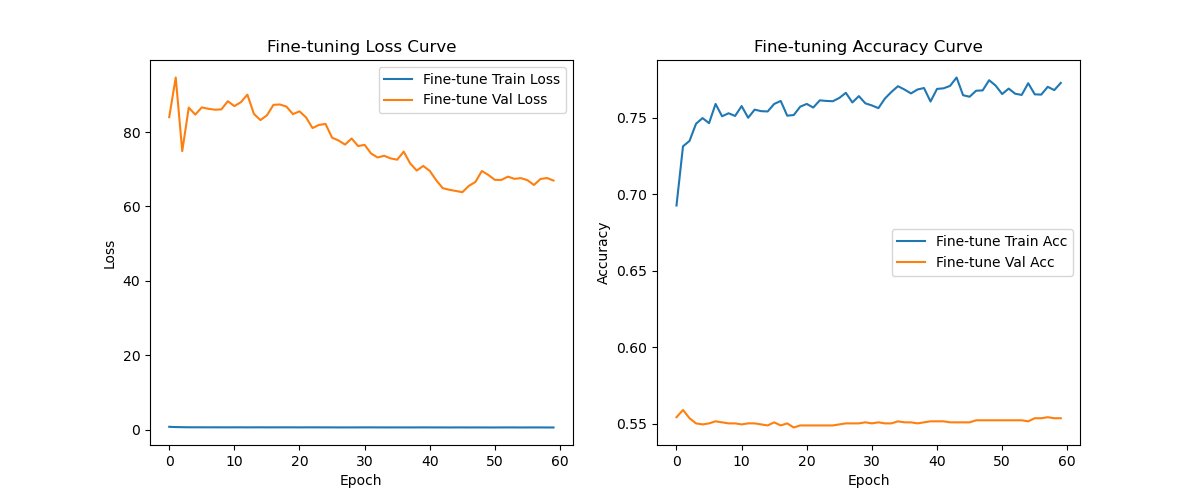 Fine-tuning Loss Curve
Fine-tune Train Loss
Fine-tune Val Loss
80
60
40
20
0
Loss
0 10 20 30 40 50 60
Epoch
Fine-tuning Accuracy Curve
Fine-tune Train Acc
Fine-tune Val Acc
0.75
0.70
0.65
0.60
0.55
Accuracy
0 10 20 30 40 50 60
Epoch